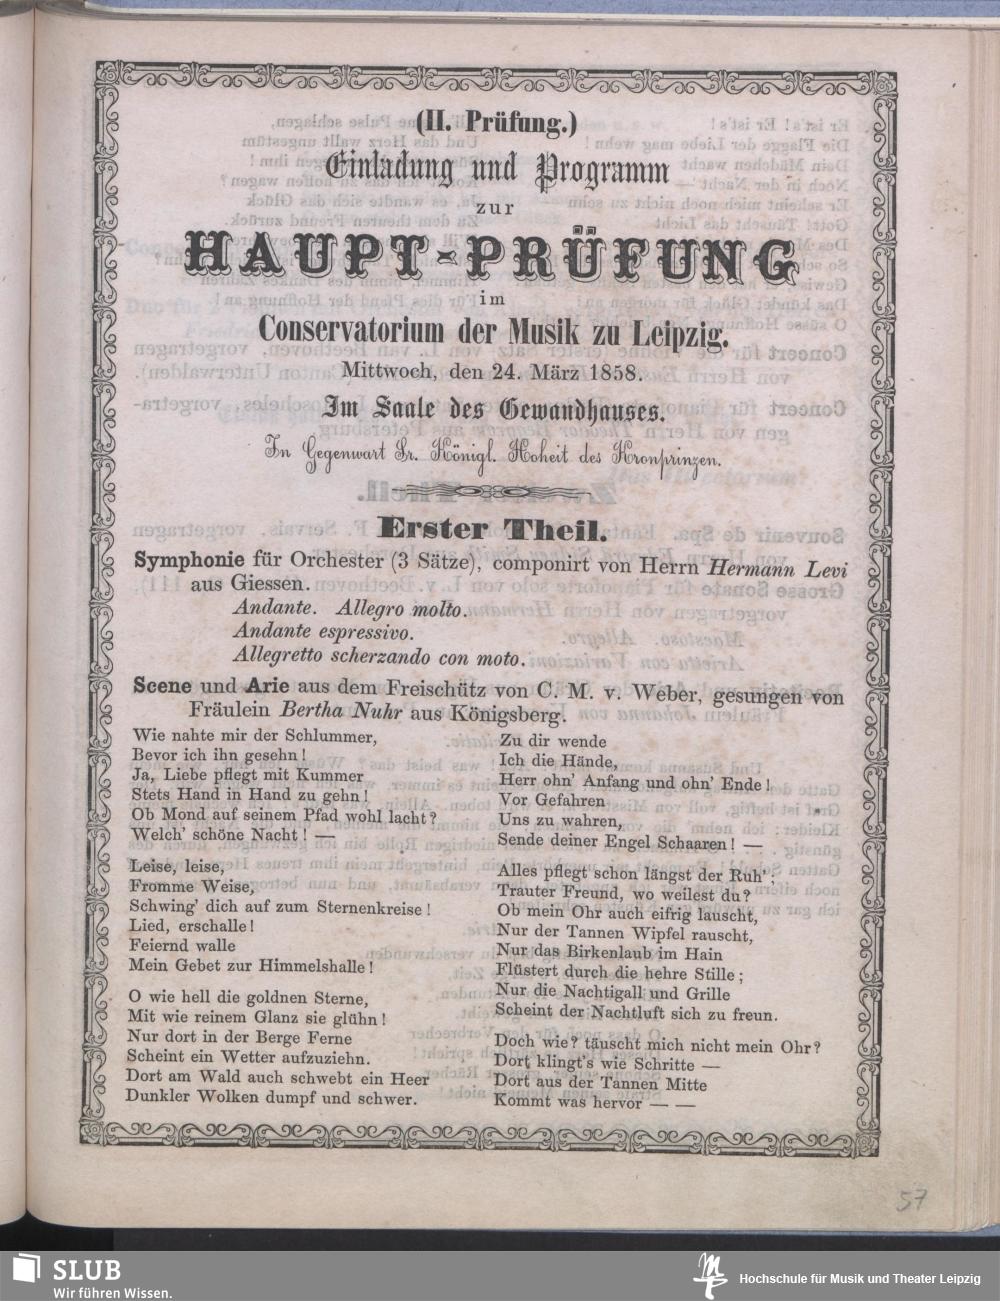 (II. Prüfung.)
Einladung und Programm
zur
HAUPT-PRÜFUNG
im
Conservatorium der Musik zu Leipzig.
Mittwoch, den 24. März 1858.
Im Saale des Gewandhauses.
In Gegenwart Sr. Königl. Hoheit des Kronprinzen.
Erster Theil.
Symphonie für Orchester (3 Sätze), componirt von Herrn Hermann Levi
aus Giessen.
Andante. Allegro molto.
Andante espressivo.
Allegretto scherzando con moto.
Scene und Arie aus dem Freischütz von C. M. v. Weber, gesungen von
Fräulein Bertha Nuhr aus Königsberg.
Wie nahte mir der Schlummer,
Bevor ich ihn gesehn!
Ja, Liebe pflegt mit Kummer
Stets Hand in Hand zu gehn!
Ob Mond auf seinem Pfad wohl lacht?
Welch' schöne Nacht! —
Leise, leise,
Fromme Weise,
Schwing' dich auf zum Sternenkreise!
Lied, erschalle!
Feiernd walle
Mein Gebet zur Himmelshalle!
O wie hell die goldnen Sterne,
Mit wie reinem Glanz sie glühn!
Nur dort in der Berge Ferne
Scheint ein Wetter aufzuziehn.
Dort am Wald auch schwebt ein Heer
Dunkler Wolken dumpf und schwer.
Zu dir wende
Ich die Hände,
Herr ohn' Anfang und ohn' Ende!
Vor Gefahren
Uns zu wahren,
Sende deiner Engel Schaaren! —
Alles pflegt schon längst der Ruh';
Trauter Freund, wo weilest du?
Ob mein Ohr auch eifrig lauscht,
Nur der Tannen Wipfel rauscht,
Nur das Birkenlaub im Hain
Flüstert durch die hehre Stille;
Nur die Nachtigall und Grille
Scheint der Nachtluft sich zu freun.
Doch wie? täuscht mich nicht mein Ohr?
Dort klingt's wie Schritte —
Dort aus der Tannen Mitte
Kommt was hervor — —
57
SLUB
Wir führen Wissen.
Hochschule für Musik und Theater Leipzig